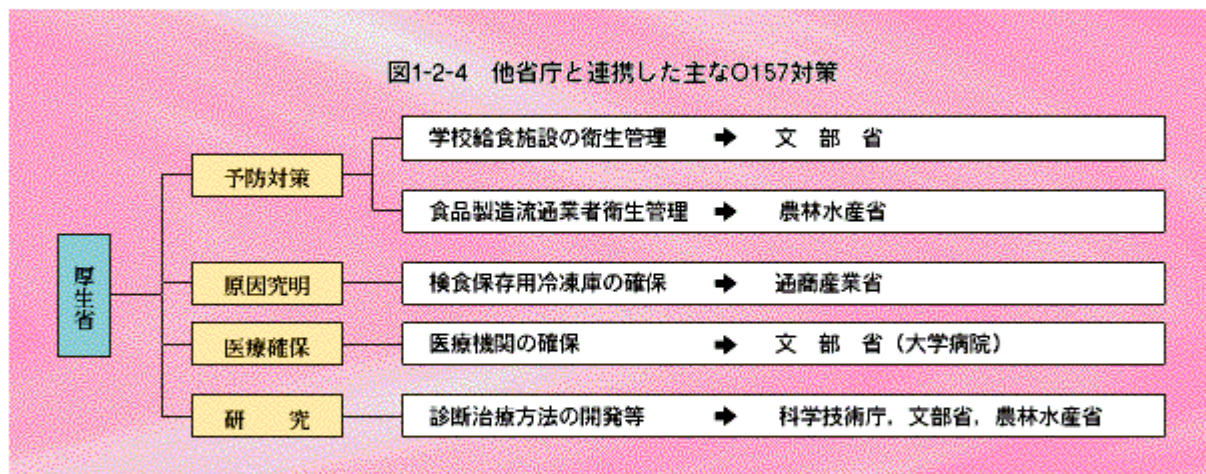 図1-2-4 他省庁と連携した主なO157対策
厚生省
予防対策
学校給食施設の衛生管理 ➡ 文部省
食品製造流通業者衛生管理 ➡ 農林水産省
原因究明
検食保存用冷凍庫の確保 ➡ 通商産業省
医療確保
医療機関の確保 ➡ 文部省(大学病院)
研究
診断治療方法の開発等 ➡ 科学技術庁, 文部省, 農林水産省